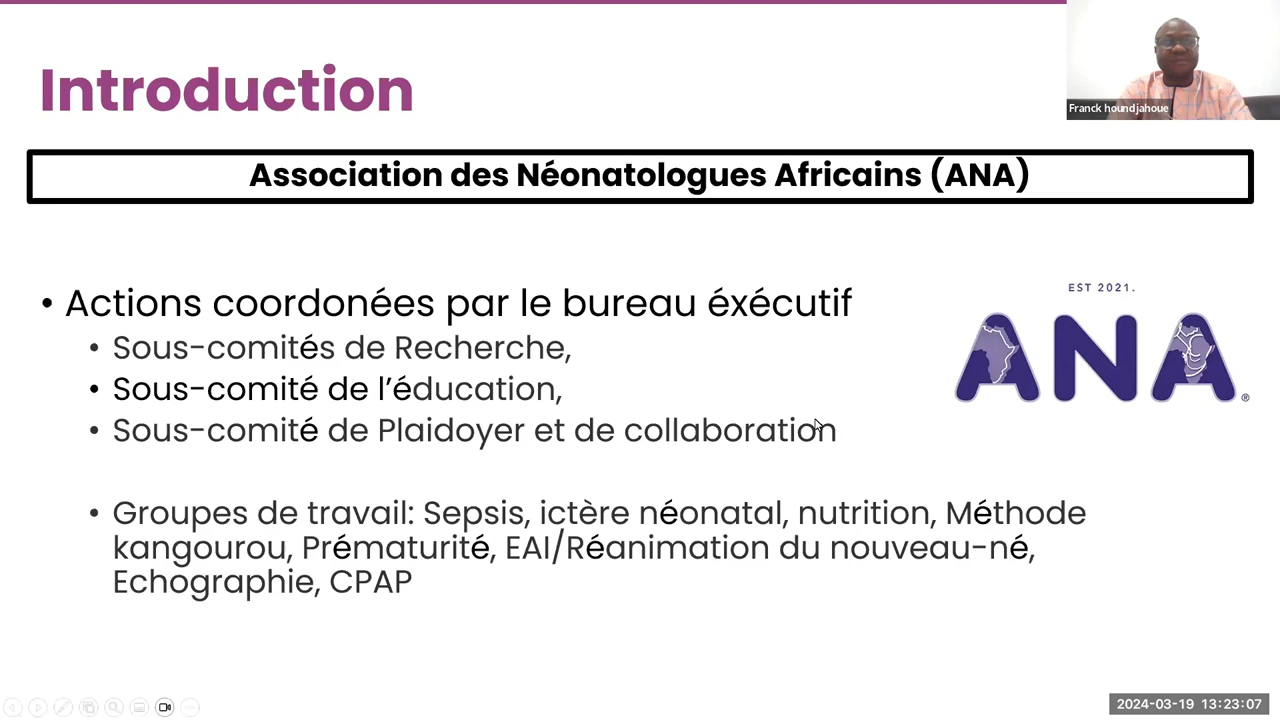 Introduction
Franck houndjahoue
Association des Néonatologues Africains (ANA)
• Actions coordonées par le bureau éxécutif
• Sous-comités de Recherche,
• Sous-comité de l’éducation,
• Sous-comité de Plaidoyer et de collaboration
EST 2021.
ANA®
• Groupes de travail: Sepsis, ictère néonatal, nutrition, Méthode
kangourou, Prématurité, EAI/Réanimation du nouveau-né,
Echographie, CPAP
2024-03-19 13:23:07